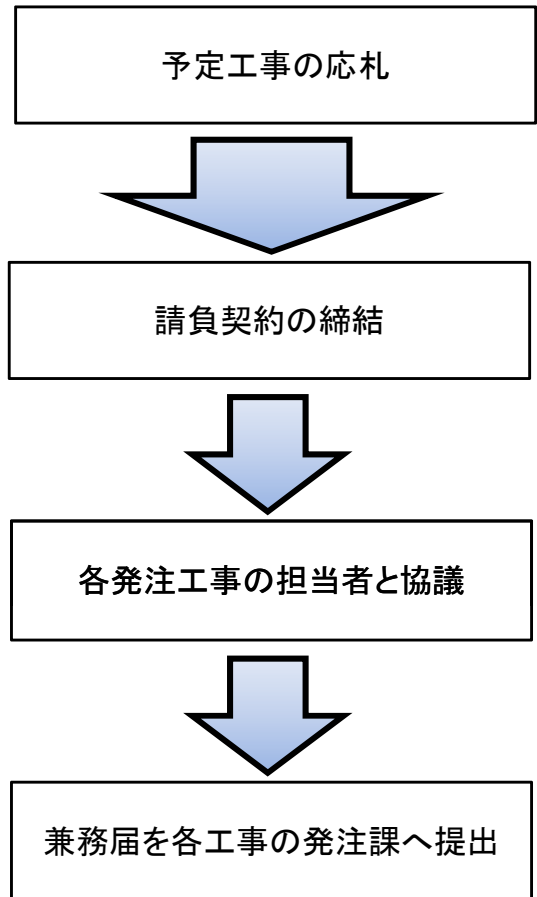 予定工事の応札
請負契約の締結
各発注工事の担当者と協議
兼務届を各工事の発注課へ提出